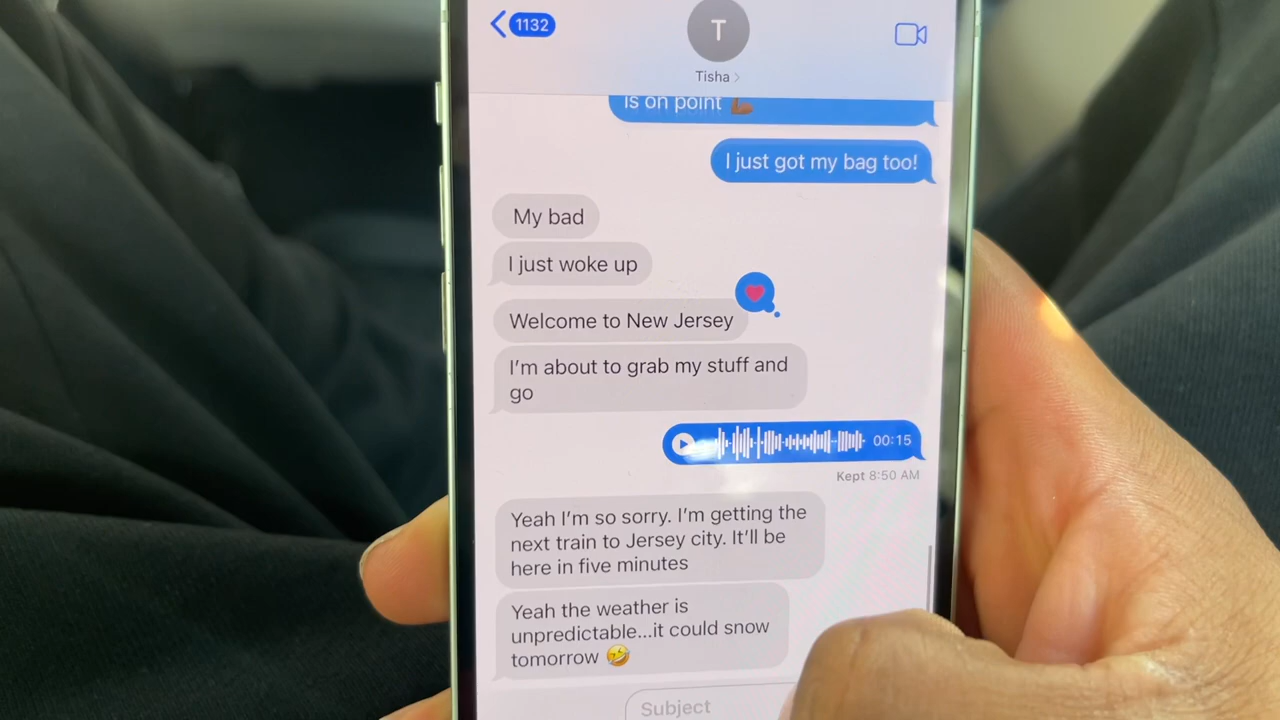 1132
T
Tisha
is on point 💪🏾
I just got my bag too!
My bad
I just woke up
Welcome to New Jersey
I'm about to grab my stuff and
go
00:15
Kept 8:50 AM
Yeah I'm so sorry. I'm getting the
next train to Jersey city. It'll be
here in five minutes
Yeah the weather is
unpredictable...it could snow
tomorrow 🤣
Subject